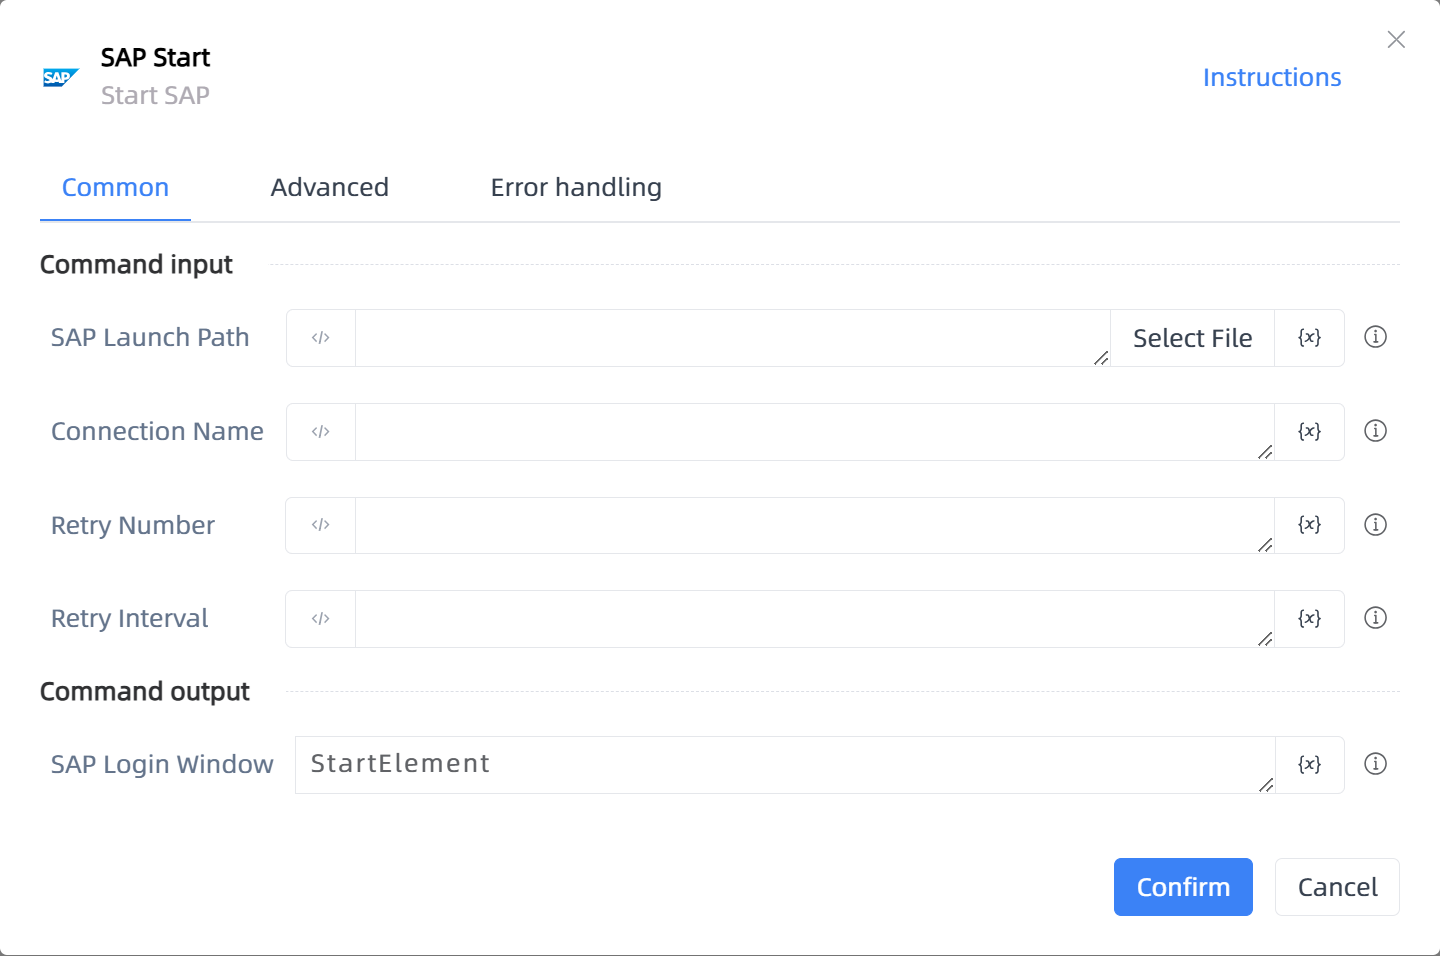 SAP
SAP Start
Start SAP
Instructions
Common
Advanced
Error handling
Command input
SAP Launch Path
</>
Select File
{x}
Connection Name
</>
{x}
Retry Number
</>
{x}
Retry Interval
</>
{x}
Command output
SAP Login Window
StartElement
{x}
Confirm
Cancel